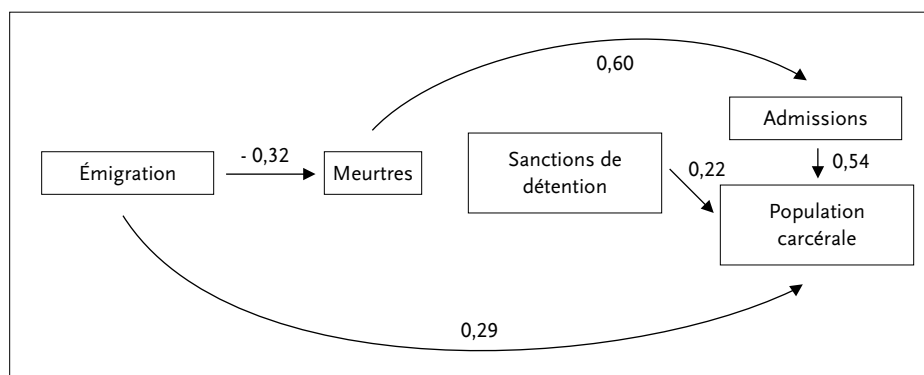 0,60
Admissions
- 0,32
Émigration
Meurtres
Sanctions de
détention
0,22
0,54
Population
carcérale
0,29